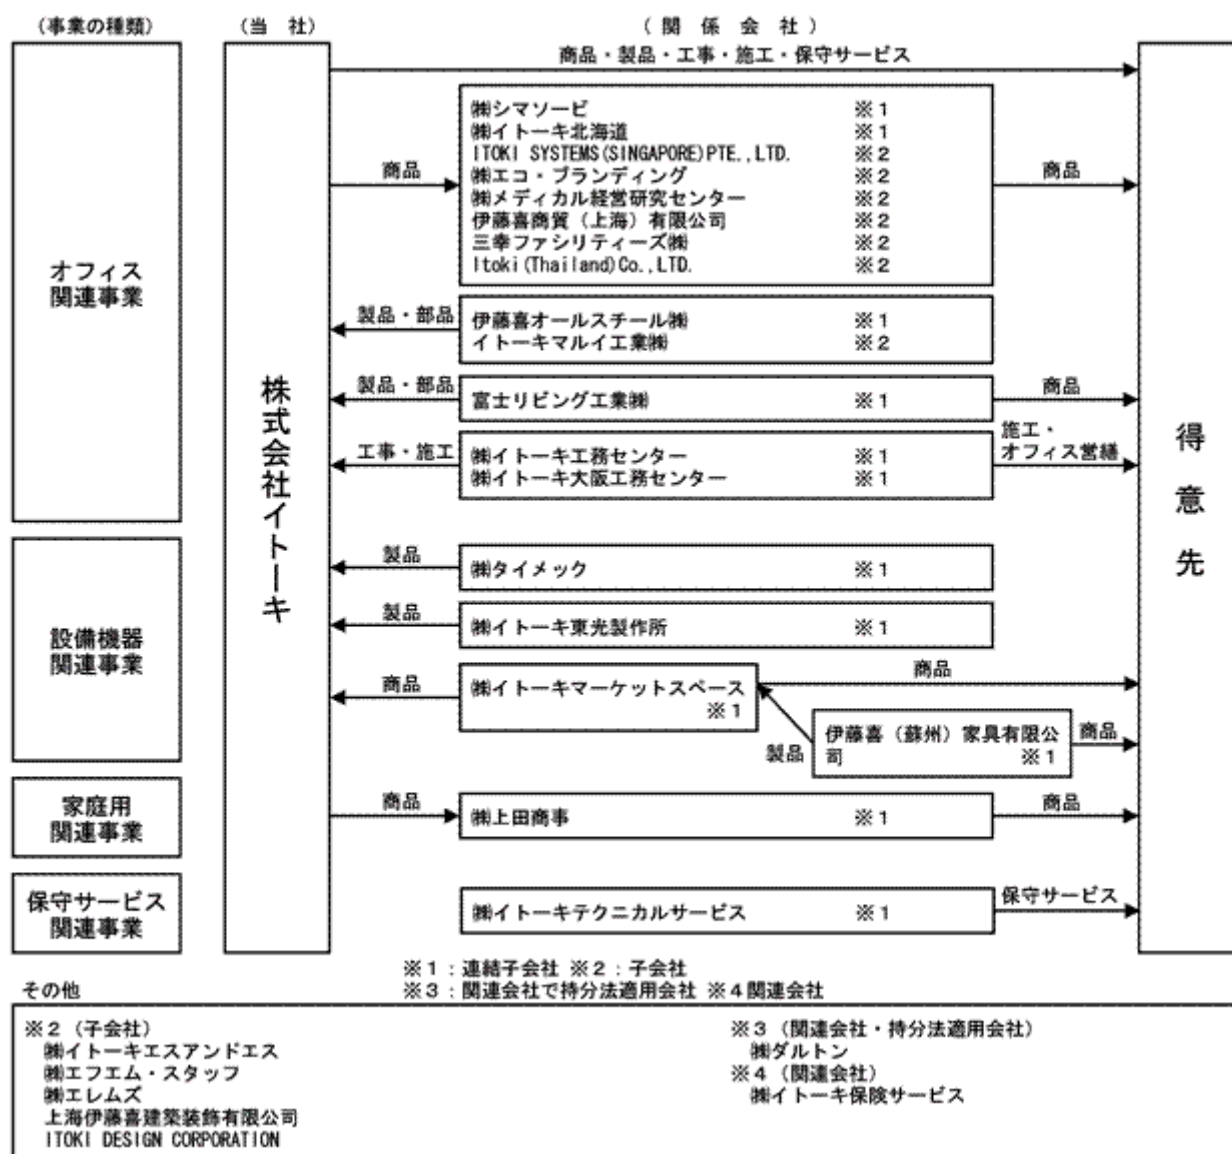 (事業の種類)
(当　社)
(関　係　会　社)
商品・製品・工事・施工・保守サービス
オフィス
関連事業
株式会社イトーキ
商品
㈱シマソービ ※１
㈱イトーキ北海道 ※１
ITOKI SYSTEMS(SINGAPORE)PTE.,LTD. ※２
㈱エコ・ブランディング ※２
㈱メディカル経営研究センター ※２
伊藤喜商貿（上海）有限公司 ※２
三幸ファシリティーズ㈱ ※２
Itoki(Thailand)Co.,LTD. ※２
商品
得意先
製品・部品
伊藤喜オールスチール㈱ ※１
イトーキマルイ工業㈱ ※２
製品・部品
富士リビング工業㈱ ※１
商品
工事・施工
㈱イトーキ工務センター ※１
㈱イトーキ大阪工務センター ※１
施工・
オフィス営繕
設備機器
関連事業
製品
㈱タイメック ※１
製品
㈱イトーキ東光製作所 ※１
商品
㈱イトーキマーケットスペース
※１
商品
製品
伊藤喜（蘇州）家具有限公
司 ※１
商品
家庭用
関連事業
商品
㈱上田商事 ※１
商品
保守サービス
関連事業
㈱イトーキテクニカルサービス ※１
保守サービス
※１：連結子会社 ※２：子会社
※３：関連会社で持分法適用会社 ※４関連会社
その他
※２（子会社）
㈱イトーキエスアンドエス
㈱エフエム・スタッフ
㈱エレムズ
上海伊藤喜建築装飾有限公司
ITOKI DESIGN CORPORATION
※３（関連会社・持分法適用会社）
㈱ダルトン
※４（関連会社）
㈱イトーキ保険サービス